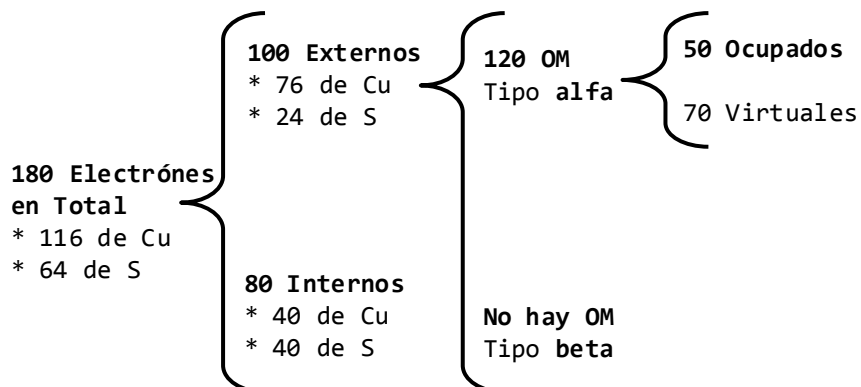 180 Electrónes
en Total
* 116 de Cu
* 64 de S
100 Externos
* 76 de Cu
* 24 de S
80 Internos
* 40 de Cu
* 40 de S
120 OM
Tipo alfa
No hay OM
Tipo beta
50 Ocupados
70 Virtuales